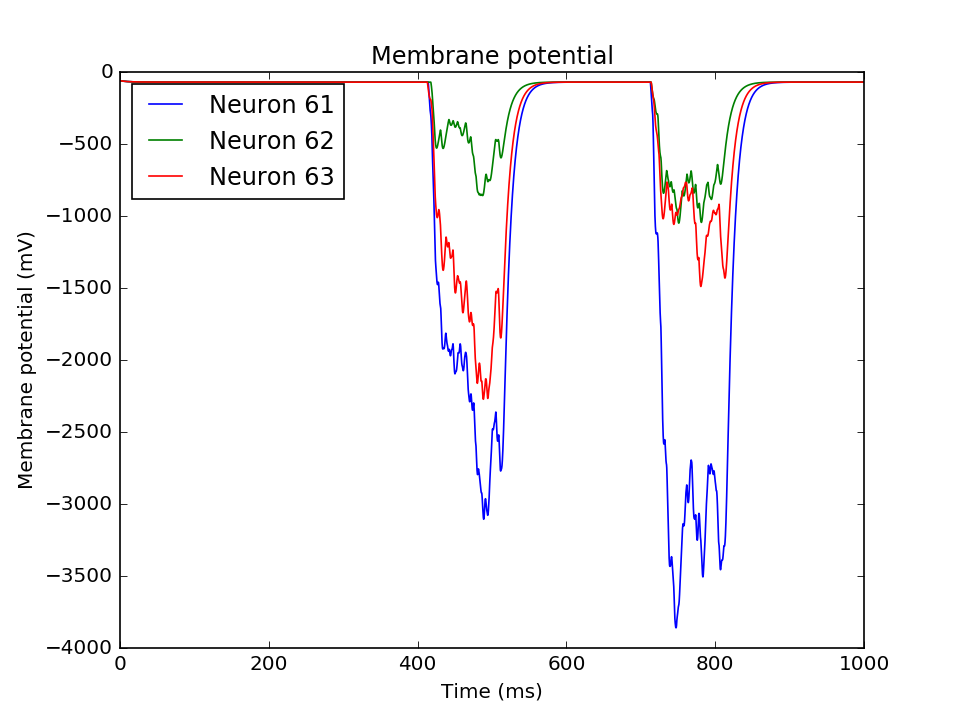 Membrane potential
Neuron 61
Neuron 62
Neuron 63
Membrane potential (mV)
0
−500
−1000
−1500
−2000
−2500
−3000
−3500
−4000
0 200 400 600 800 1000
Time (ms)